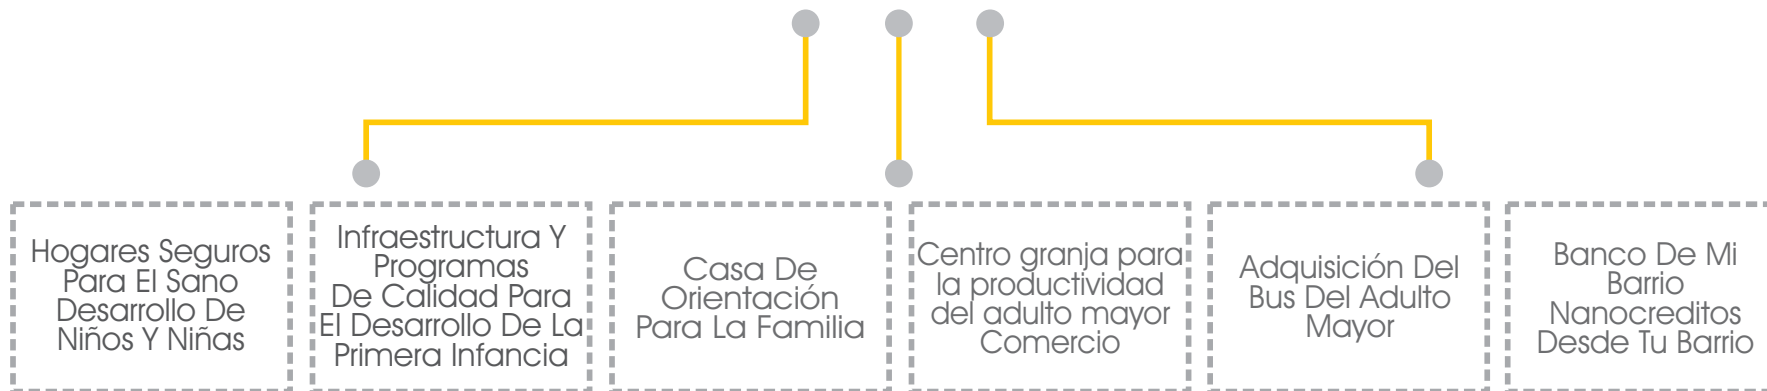 Hogares Seguros
Para El Sano
Desarrollo De
Niños Y Niñas
Infraestructura Y
Programas
De Calidad Para
El Desarrollo De La
Primera Infancia
Casa De
Orientación
Para La Familia
Centro granja para
la productividad
del adulto mayor
Comercio
Adquisición Del
Bus Del Adulto
Mayor
Banco De Mi
Barrio
Nanocreditos
Desde Tu Barrio